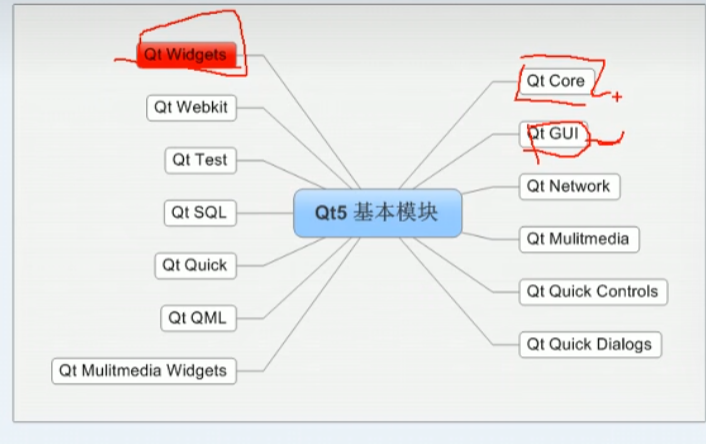 Qt5 基本模块
Qt Widgets
Qt Webkit
Qt Test
Qt SQL
Qt Quick
Qt QML
Qt Mulitmedia Widgets
Qt Core
Qt GUI
Qt Network
Qt Mulitmedia
Qt Quick Controls
Qt Quick Dialogs